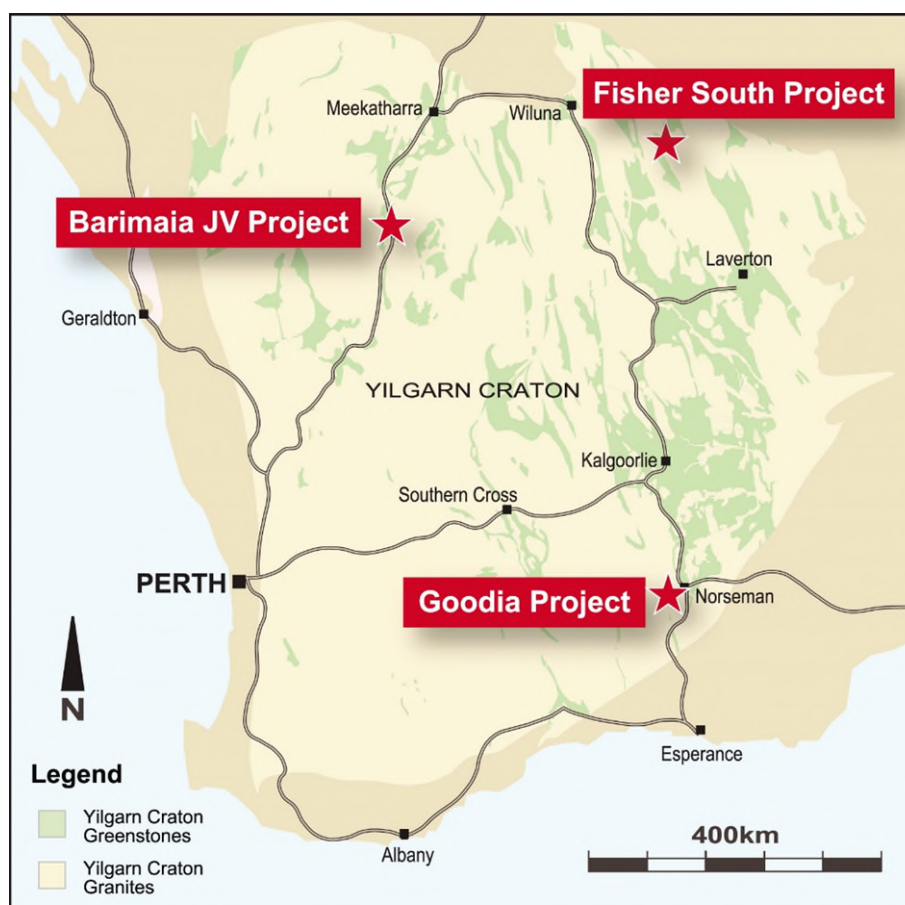 Fisher South Project
Meekatharra
Wiluna
Barimaia JV Project
Laverton
Geraldton
YILGARN CRATON
Kalgoorlie
Southern Cross
PERTH
Goodia Project
Norseman
N
Esperance
Legend
Yilgarn Craton
Greenstones
Yilgarn Craton
Granites
Albany
400km